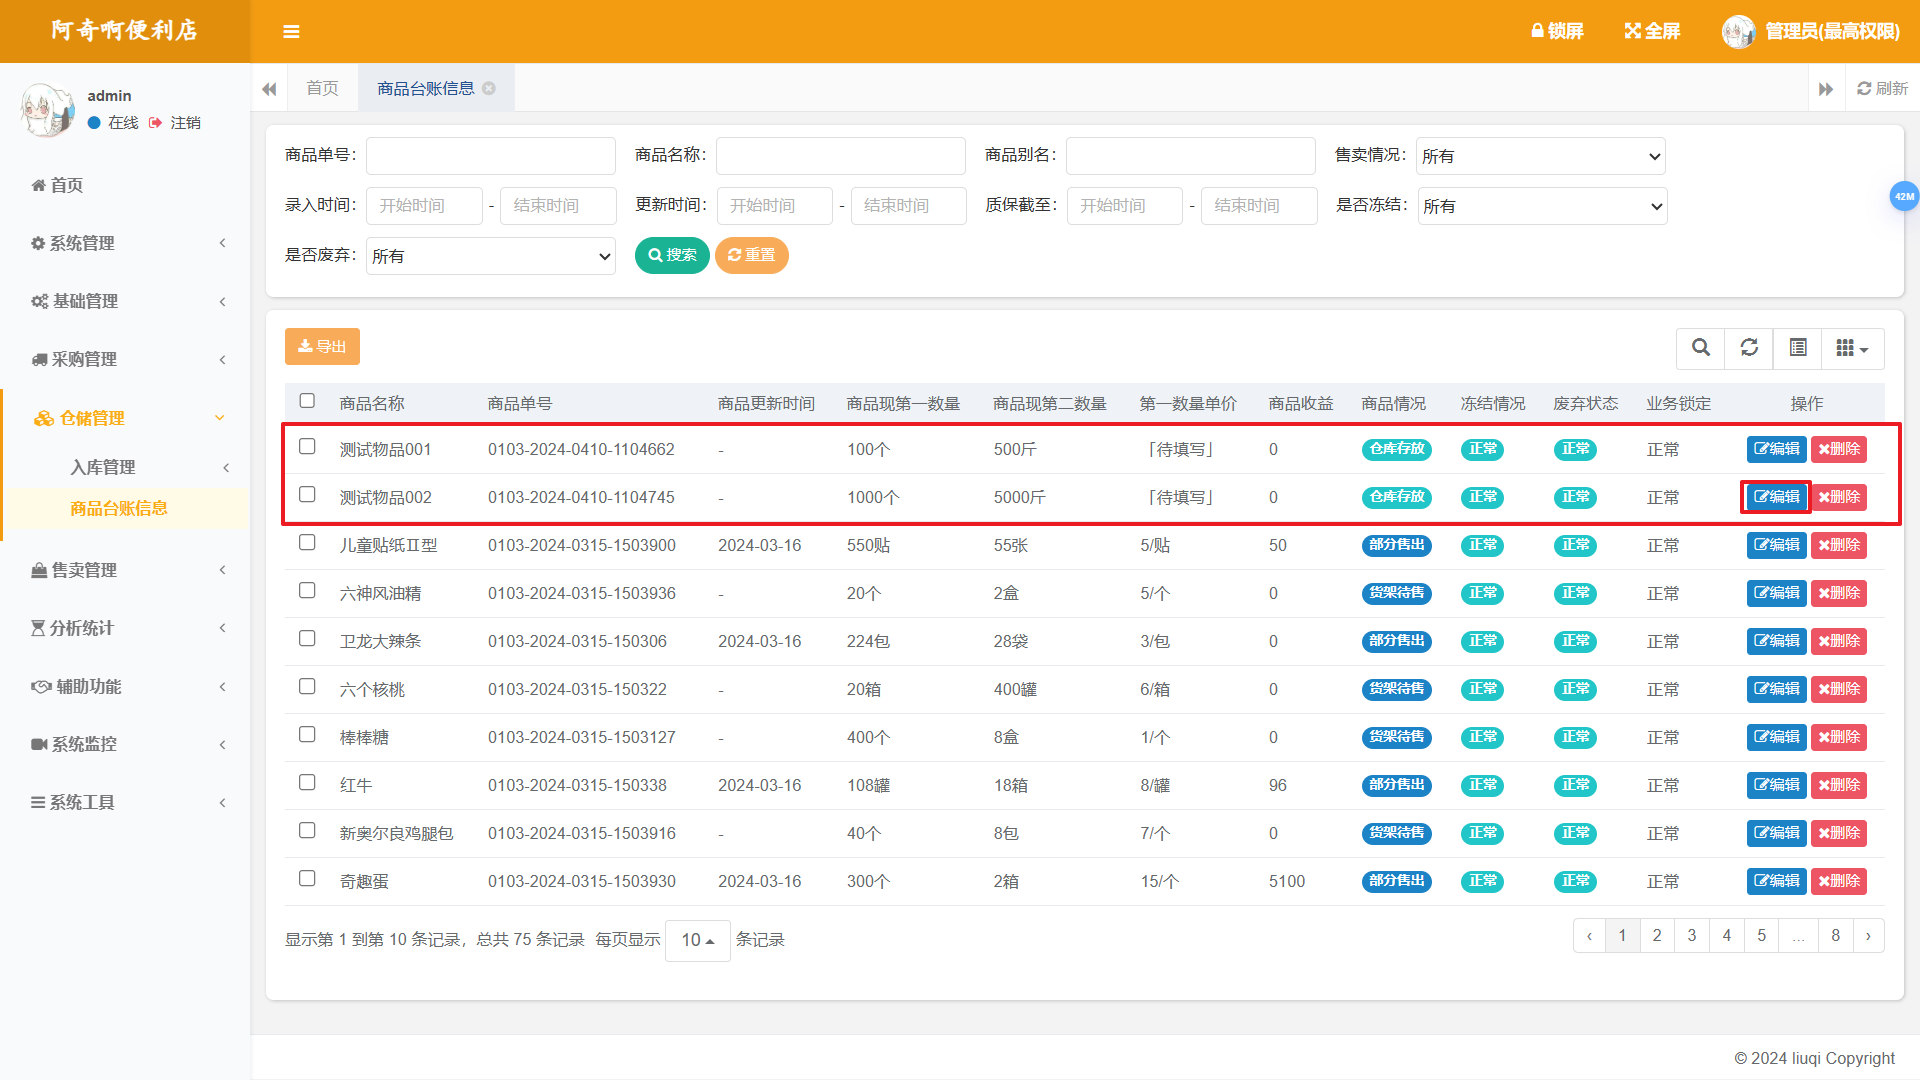 阿奇啊便利店
锁屏 全屏 管理员(最高权限)
admin
在线 注销
首页 商品台账信息 刷新
首页
系统管理
基础管理
采购管理
仓储管理
入库管理
商品台账信息
售卖管理
分析统计
辅助功能
系统监控
系统工具
商品单号： 商品名称： 商品别名： 售卖情况： 所有
录入时间： 开始时间 - 结束时间 更新时间： 开始时间 - 结束时间 质保截至： 开始时间 - 结束时间 是否冻结： 所有
42M
是否废弃： 所有 搜索 重置
导出
商品名称 商品单号 商品更新时间 商品现第一数量 商品现第二数量 第一数量单价 商品收益 商品情况 冻结情况 废弃状态 业务锁定 操作
测试物品001 0103-2024-0410-1104662 - 100个 500斤 「待填写」 0 仓库存放 正常 正常 正常 编辑 删除
测试物品002 0103-2024-0410-1104745 - 1000个 5000斤 「待填写」 0 仓库存放 正常 正常 正常 编辑 删除
儿童贴纸II型 0103-2024-0315-1503900 2024-03-16 550贴 55张 5/贴 50 部分售出 正常 正常 正常 编辑 删除
六神风油精 0103-2024-0315-1503936 - 20个 2盒 5/个 0 货架待售 正常 正常 正常 编辑 删除
卫龙大辣条 0103-2024-0315-150306 2024-03-16 224包 28袋 3/包 0 部分售出 正常 正常 正常 编辑 删除
六个核桃 0103-2024-0315-150322 - 20箱 400罐 6/箱 0 货架待售 正常 正常 正常 编辑 删除
棒棒糖 0103-2024-0315-1503127 - 400个 8盒 1/个 0 货架待售 正常 正常 正常 编辑 删除
红牛 0103-2024-0315-150338 2024-03-16 108罐 18箱 8/罐 96 部分售出 正常 正常 正常 编辑 删除
新奥尔良鸡腿包 0103-2024-0315-1503916 - 40个 8包 7/个 0 货架待售 正常 正常 正常 编辑 删除
奇趣蛋 0103-2024-0315-1503930 2024-03-16 300个 2箱 15/个 5100 部分售出 正常 正常 正常 编辑 删除
显示第 1 到第 10 条记录，总共 75 条记录 每页显示 10 条记录
‹ 1 2 3 4 5 ... 8 ›
© 2024 liuqi Copyright